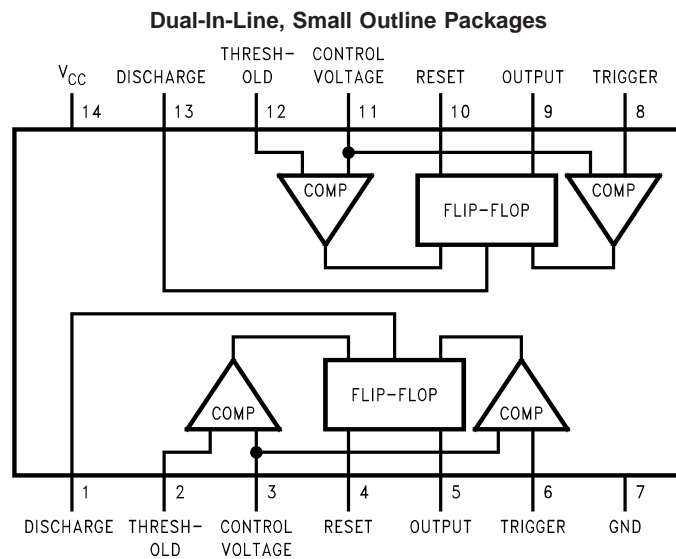 Dual-In-Line, Small Outline Packages
V_CC DISCHARGE THRESH-OLD CONTROL VOLTAGE RESET OUTPUT TRIGGER
14 13 12 11 10 9 8
COMP FLIP-FLOP COMP
COMP FLIP-FLOP COMP
1 2 3 4 5 6 7
DISCHARGE THRESH-OLD CONTROL VOLTAGE RESET OUTPUT TRIGGER GND